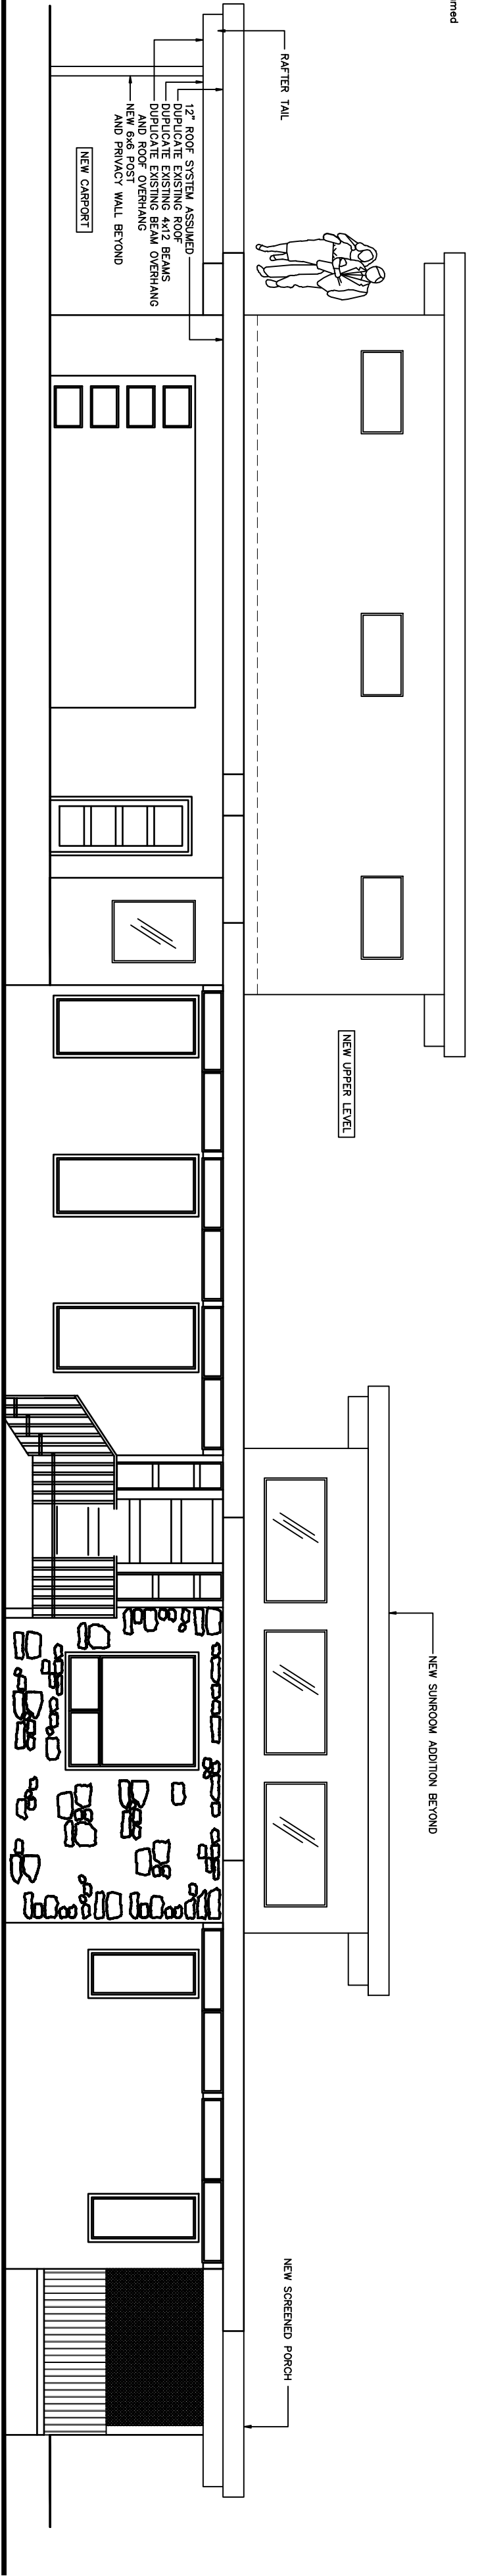 med
RAFTER TAIL
12" ROOF SYSTEM ASSUMED
DUPLICATE EXISTING ROOF
DUPLICATE EXISTING 4x12 BEAMS
DUPLICATE EXISTING BEAM OVERHANG
AND ROOF OVERHANG
NEW 6x6 POST
AND PRIVACY WALL BEYOND
NEW CARPORT
NEW UPPER LEVEL
NEW SUNROOM ADDITION BEYOND
NEW SCREENED PORCH